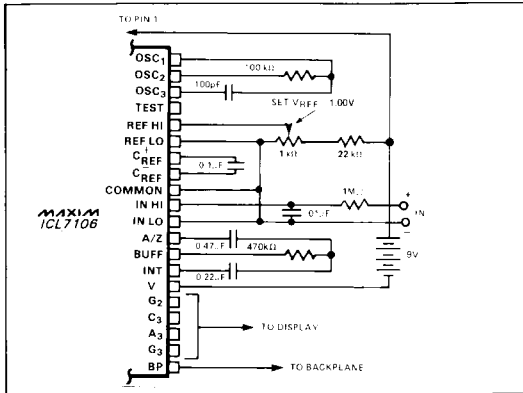 TO PIN 1
OSC1
OSC2
OSC3
TEST
REF HI
REF LO
C+REF
C-REF
COMMON
IN HI
IN LO
A/Z
BUFF
INT
V
G2
C3
A3
G3
BP
MAXIM
ICL7106
100 kΩ
100pf
SET VREF 1.00V
1 kΩ
22 kΩ
0.1µF
1MΩ
+
IN
−
.01µF
0.47µF
470kΩ
0.22µF
9V
TO DISPLAY
TO BACKPLANE